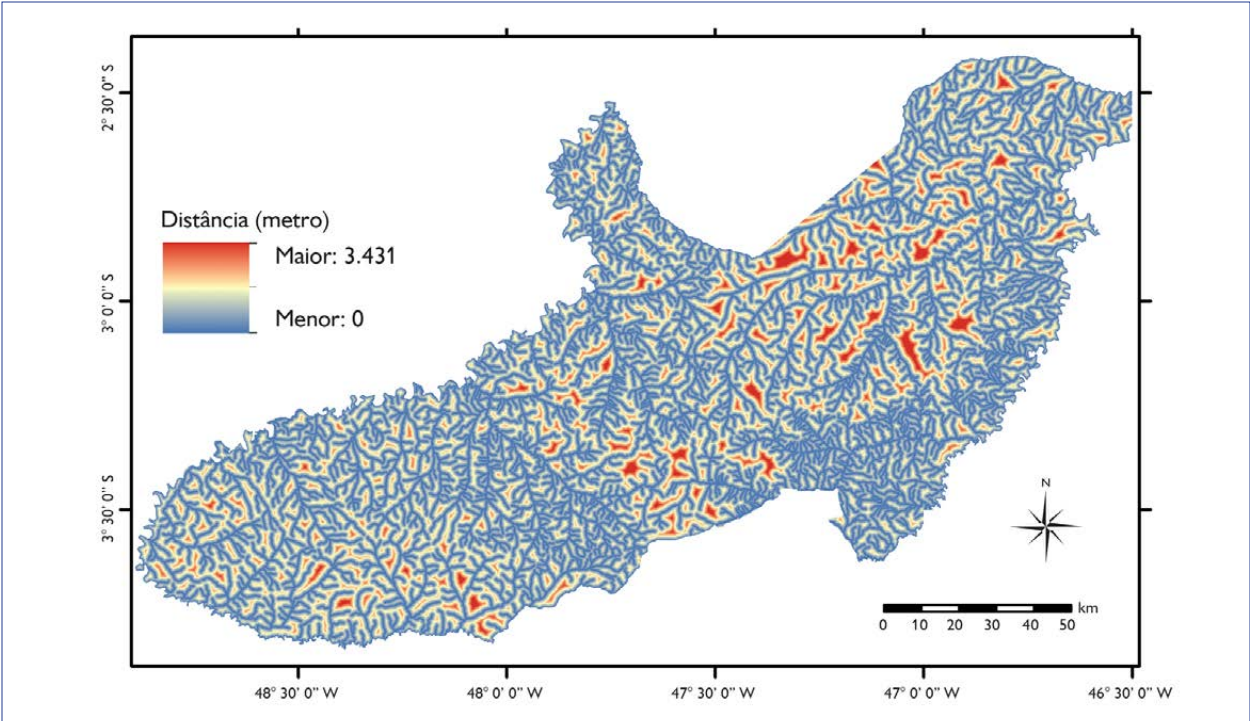 2° 30' 0" S
3° 0' 0" S
3° 30' 0" S
Distância (metro)
Maior: 3.431
Menor: 0
N
km
0 10 20 30 40 50
48° 30' 0" W 48° 0' 0" W 47° 30' 0" W 47° 0' 0" W 46° 30' 0" W